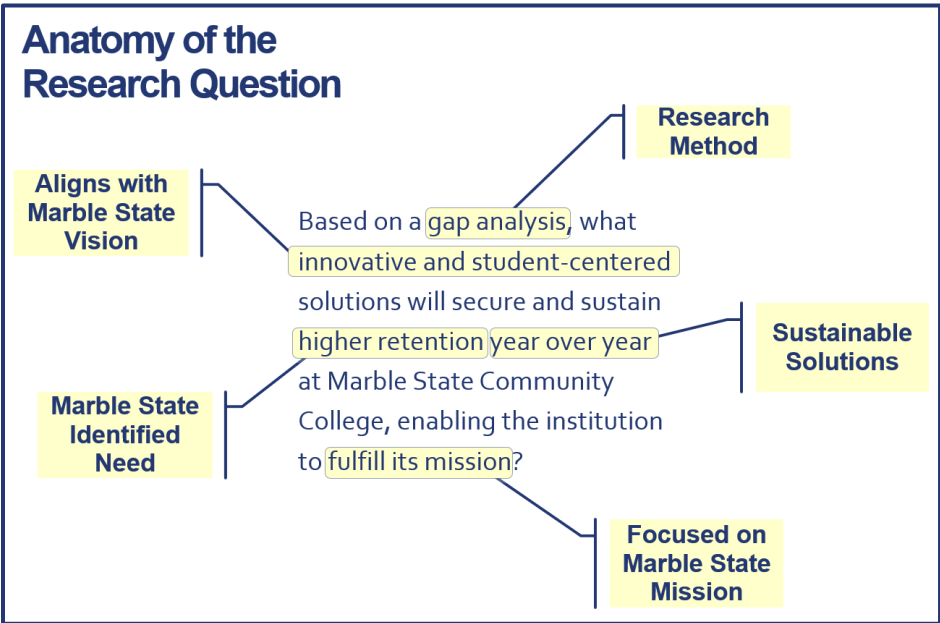 Anatomy of the
Research Question
Research
Method
Aligns with
Marble State
Vision
Based on a gap analysis, what
innovative and student-centered
solutions will secure and sustain
higher retention year over year
at Marble State Community
College, enabling the institution
to fulfill its mission?
Sustainable
Solutions
Marble State
Identified
Need
Focused on
Marble State
Mission